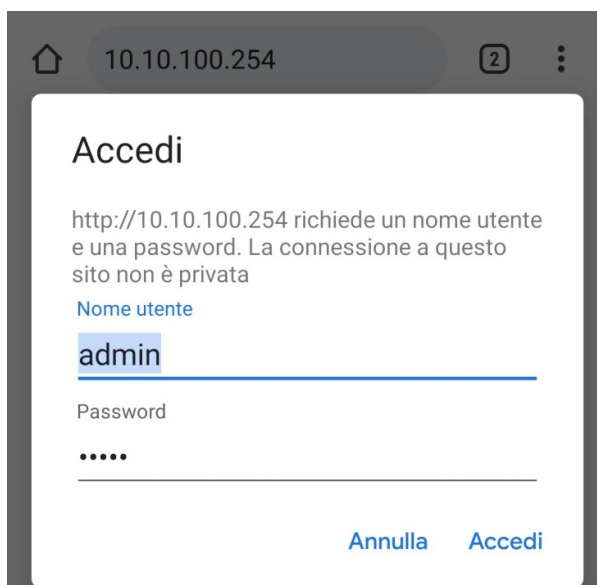 10.10.100.254
2
Accedi
http://10.10.100.254 richiede un nome utente
e una password. La connessione a questo
sito non è privata
Nome utente
admin
Password
•••••
Annulla Accedi